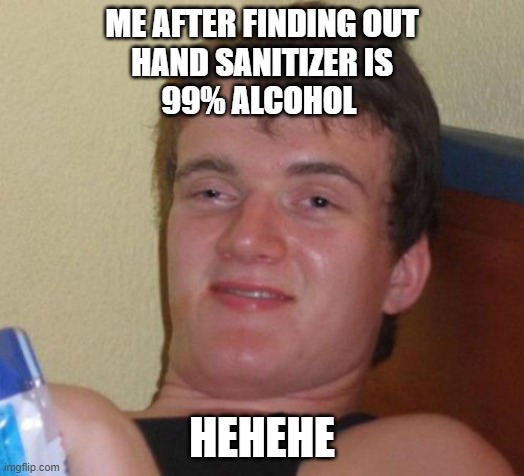 ME AFTER FINDING OUT
HAND SANITIZER IS
99% ALCOHOL
HEHEHE
imgflip.com